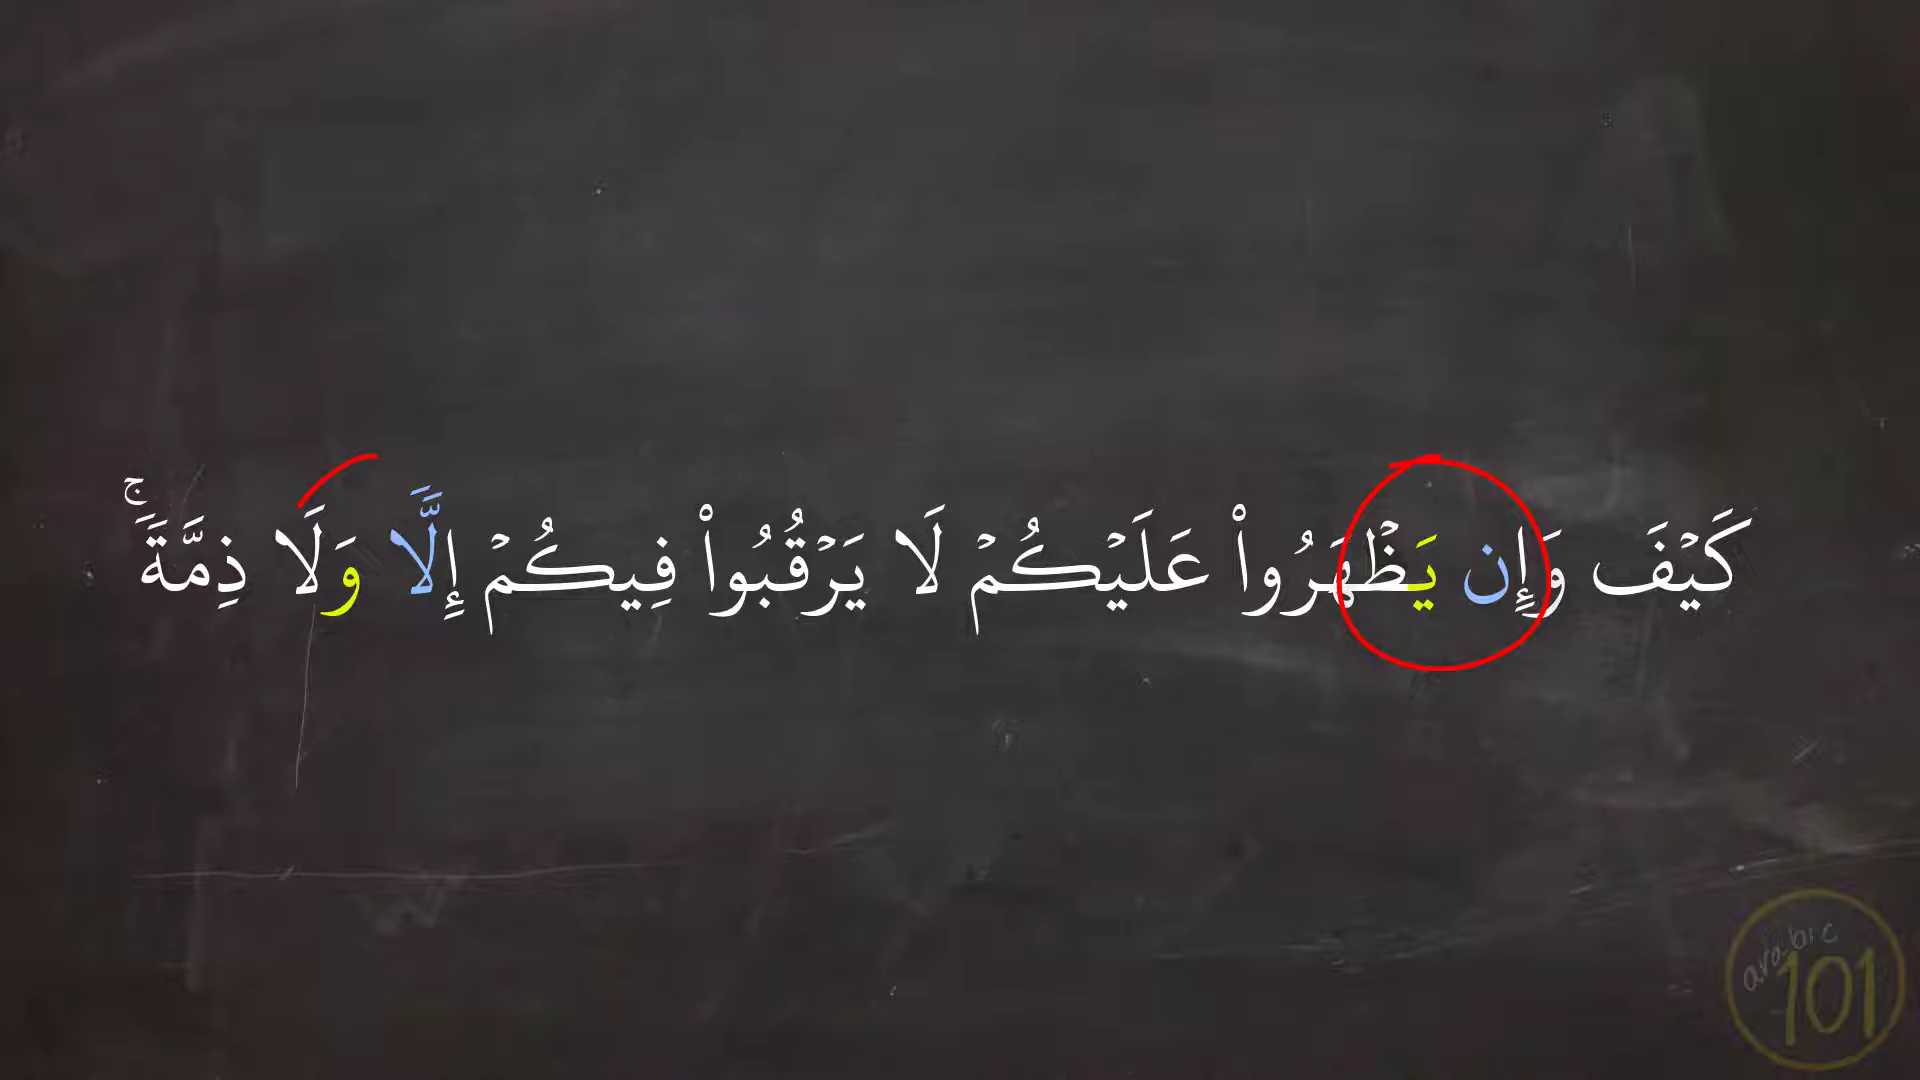 كَيۡفَ وَإِن يَظۡهَرُواْ عَلَيۡكُمۡ لَا يَرۡقُبُواْ فِيكُمۡ إِلَّٗا وَلَا ذِمَّةَٗۚ
arabic
101